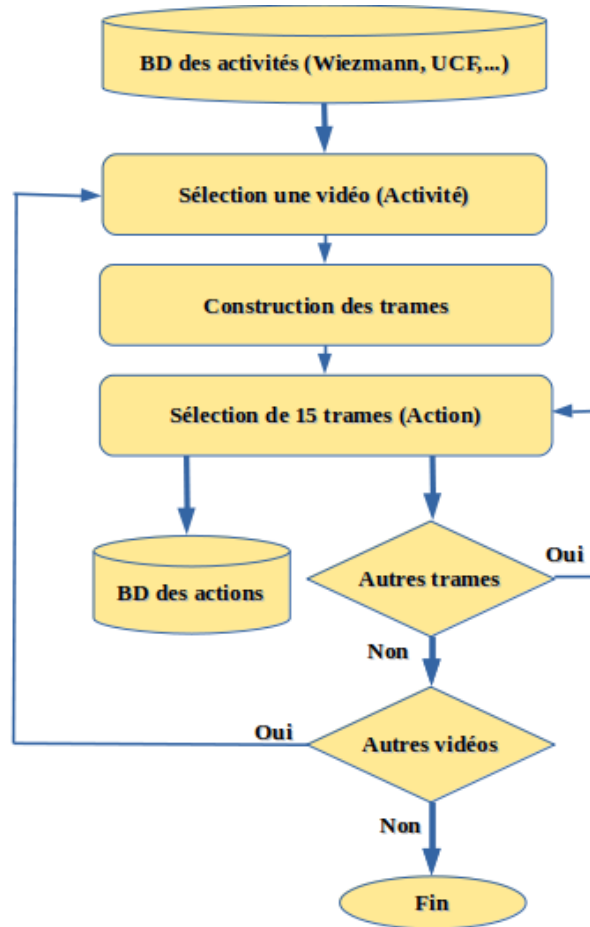 BD des activités (Wiezmann, UCF,...)
Sélection une vidéo (Activité)
Construction des trames
Sélection de 15 trames (Action)
BD des actions
Autres trames
Oui
Non
Oui
Autres vidéos
Non
Fin